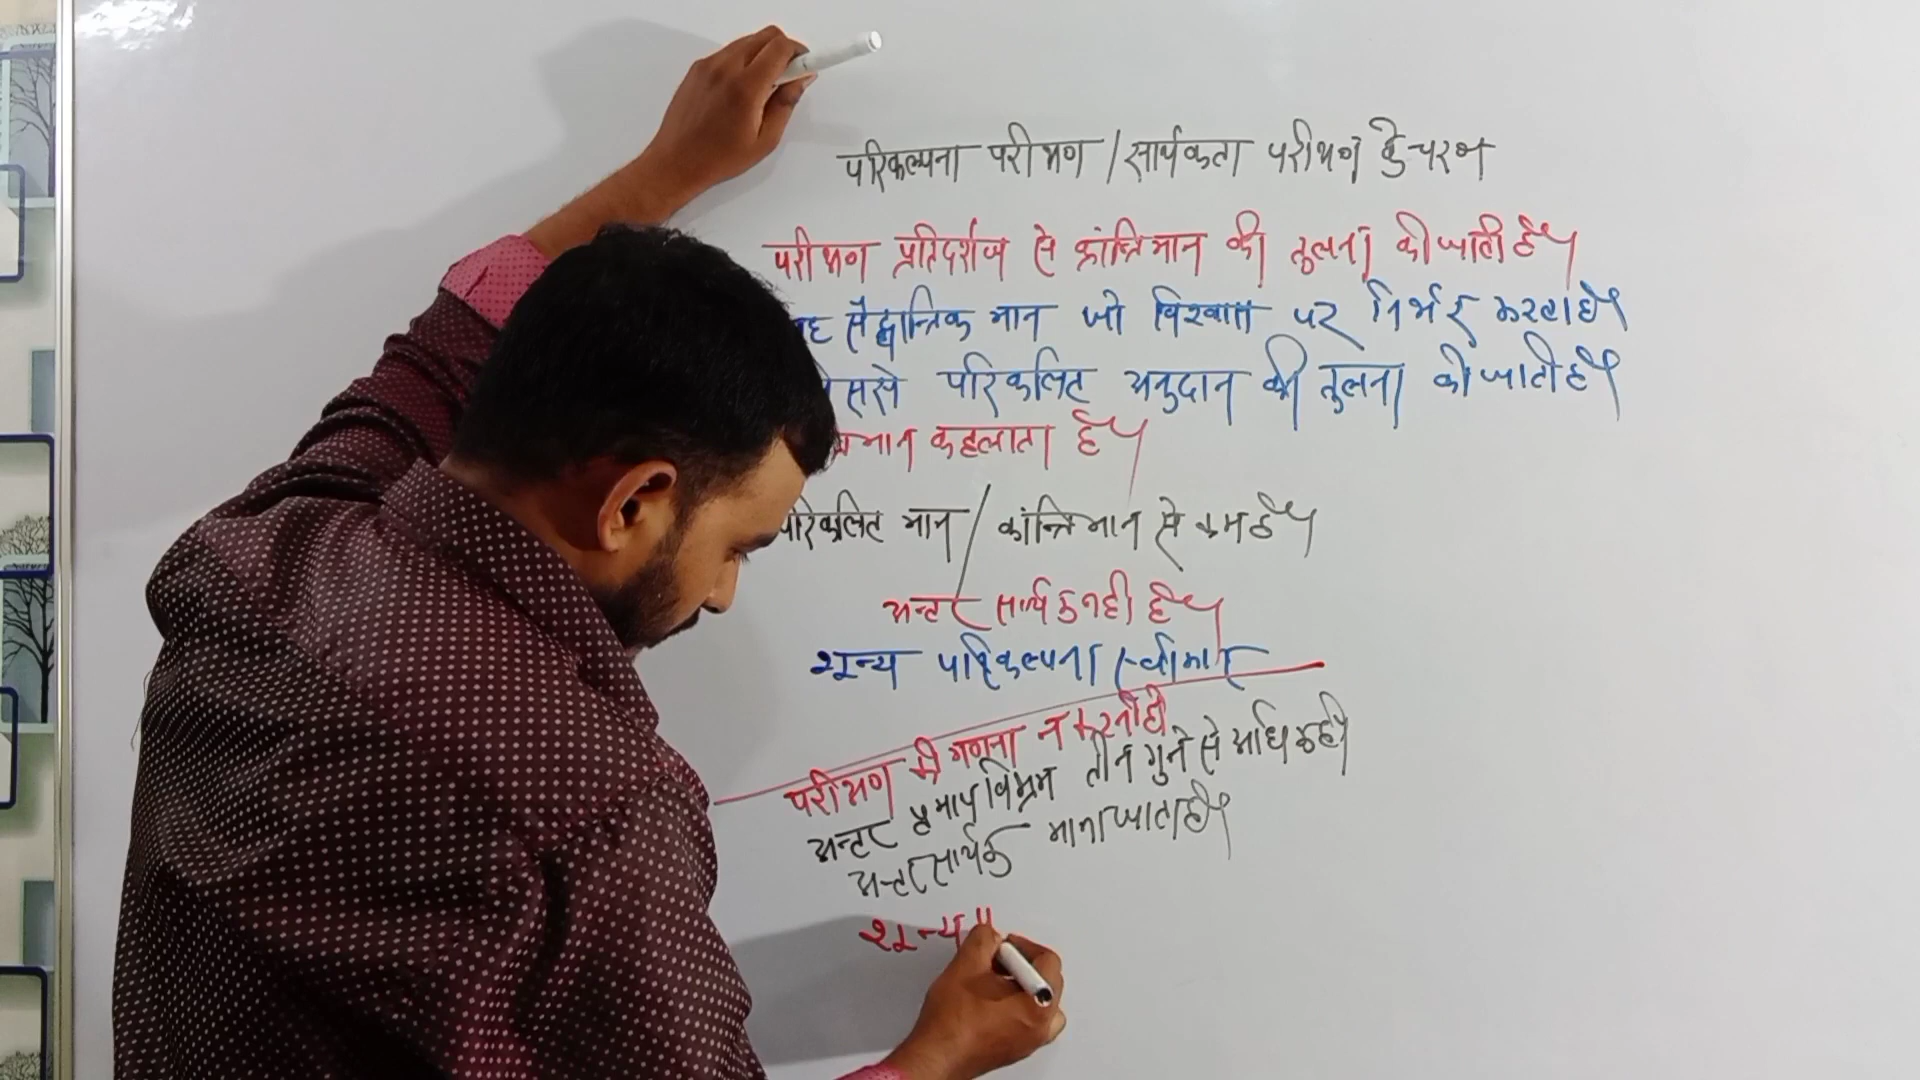 परिकल्पना परीक्षण / सार्थकता परीक्षण के चरण
परीक्षण प्रतिदर्शज से क्रांन्तिमान की तुलना की जाती है।
सैद्धान्तिक मान जो विश्वास पर निर्भर करता है।
परिकलित अनुदान की तुलना की जाती है।
मान कहलाता है।
परिकलित मान / क्रांन्तिमान से कम है।
अन्तर सार्थक नही है।
शून्य परिकल्पना स्वीकार
परीक्षण की गणना न करनी हो
अन्तर प्रमाप विभ्रम तीन गुने से अधिक है।
अन्तर सार्थक माना जाता है।
शून्य